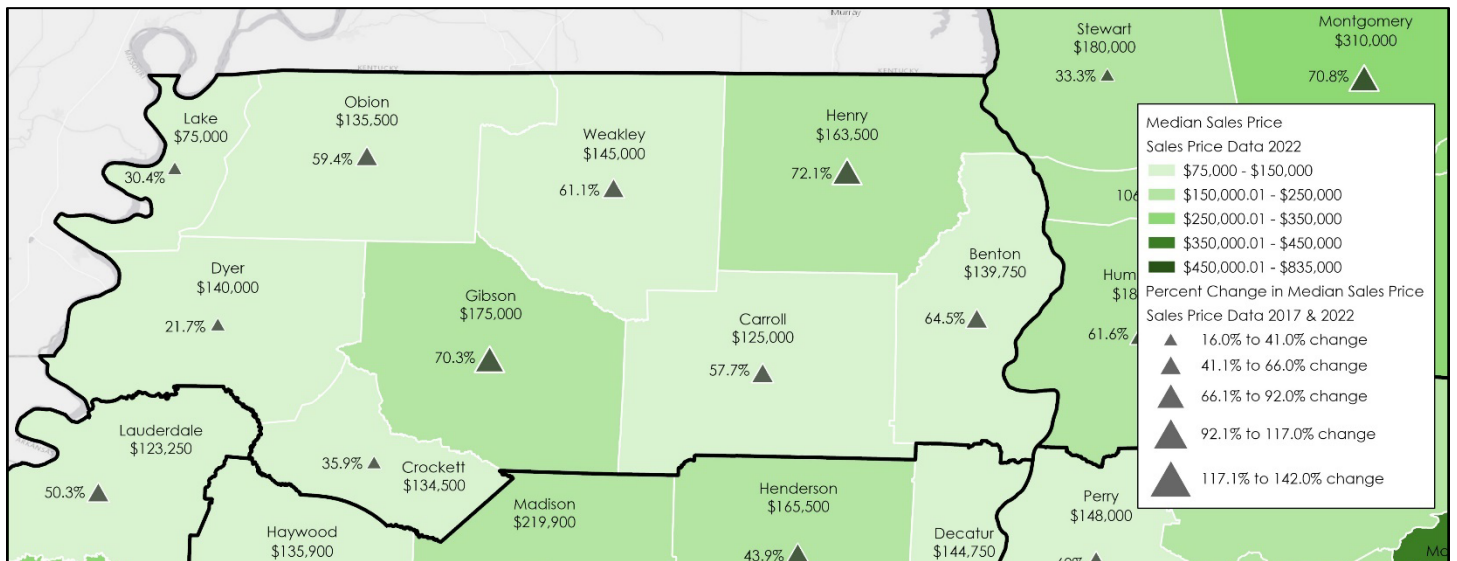 Murray
Stewart
$180,000
33.3%
Montgomery
$310,000
70.8%
KENTUCKY
KENTUCKY
Lake
$75,000
30.4%
Obion
$135,500
59.4%
Weakley
$145,000
61.1%
Henry
$163,500
72.1%
106
Benton
$139,750
64.5%
Hum
$18
61.6%
Dyer
$140,000
21.7%
Gibson
$175,000
70.3%
Carroll
$125,000
57.7%
Lauderdale
$123,250
50.3%
35.9%
Crockett
$134,500
Haywood
$135,900
Madison
$219,900
Henderson
$165,500
43.9%
Decatur
$144,750
Perry
$148,000
Median Sales Price
Sales Price Data 2022
$75,000 - $150,000
$150,000.01 - $250,000
$250,000.01 - $350,000
$350,000.01 - $450,000
$450,000.01 - $835,000
Percent Change in Median Sales Price
Sales Price Data 2017 & 2022
16.0% to 41.0% change
41.1% to 66.0% change
66.1% to 92.0% change
92.1% to 117.0% change
117.1% to 142.0% change